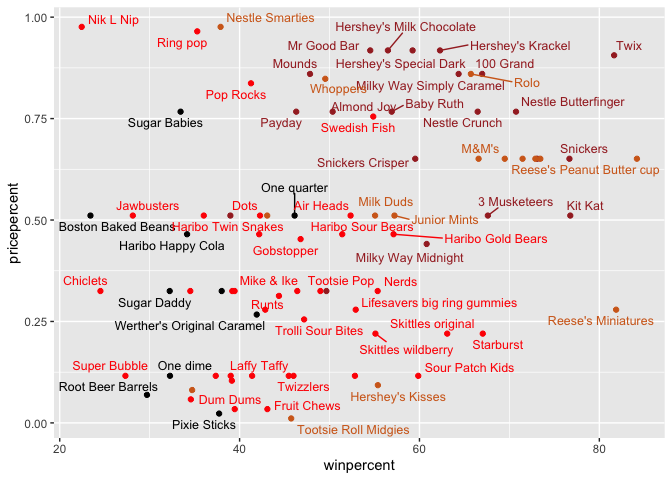 1.00
Nik L Nip
Nestle Smarties
Hershey's Milk Chocolate
Ring pop
Mr Good Bar
Hershey's Krackel
Twix
Mounds
Hershey's Special Dark
100 Grand
Whoppers
Milky Way Simply Caramel
Rolo
Pop Rocks
Almond Joy
Baby Ruth
Nestle Butterfinger
0.75
Sugar Babies
Payday
Swedish Fish
Nestle Crunch
M&M's
Snickers
Snickers Crisper
Reese's Peanut Butter cup
One quarter
Jawbusters
Dots
Air Heads
Milk Duds
3 Musketeers
Kit Kat
0.50
Boston Baked Beans
Haribo Twin Snakes
Haribo Sour Bears
Junior Mints
Haribo Happy Cola
Gobstopper
Haribo Gold Bears
Milky Way Midnight
Chiclets
Mike & Ike
Tootsie Pop
Nerds
Sugar Daddy
Runts
Lifesavers big ring gummies
0.25
Werther's Original Caramel
Trolli Sour Bites
Skittles original
Reese's Miniatures
Skittles wildberry
Starburst
Super Bubble
One dime
Laffy Taffy
Sour Patch Kids
Root Beer Barrels
Twizzlers
Hershey's Kisses
Dum Dums
Fruit Chews
Pixie Sticks
Tootsie Roll Midgies
0.00
20
40
60
80
winpercent
pricepercent